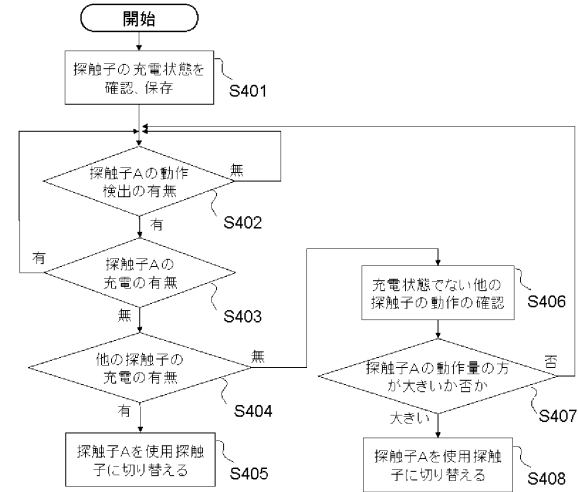 開始
探触子の充電状態を
確認、保存
S401
探触子Aの動作
検出の有無
無
S402
有
探触子Aの
充電の有無
有
S403
無
他の探触子の
充電の有無
無
S404
有
探触子Aを使用探触
子に切り替える
S405
充電状態でない他の
探触子の動作の確認
S406
探触子Aの動作量の方
が大きいか否か
否
S407
大きい
探触子Aを使用探触
子に切り替える
S408